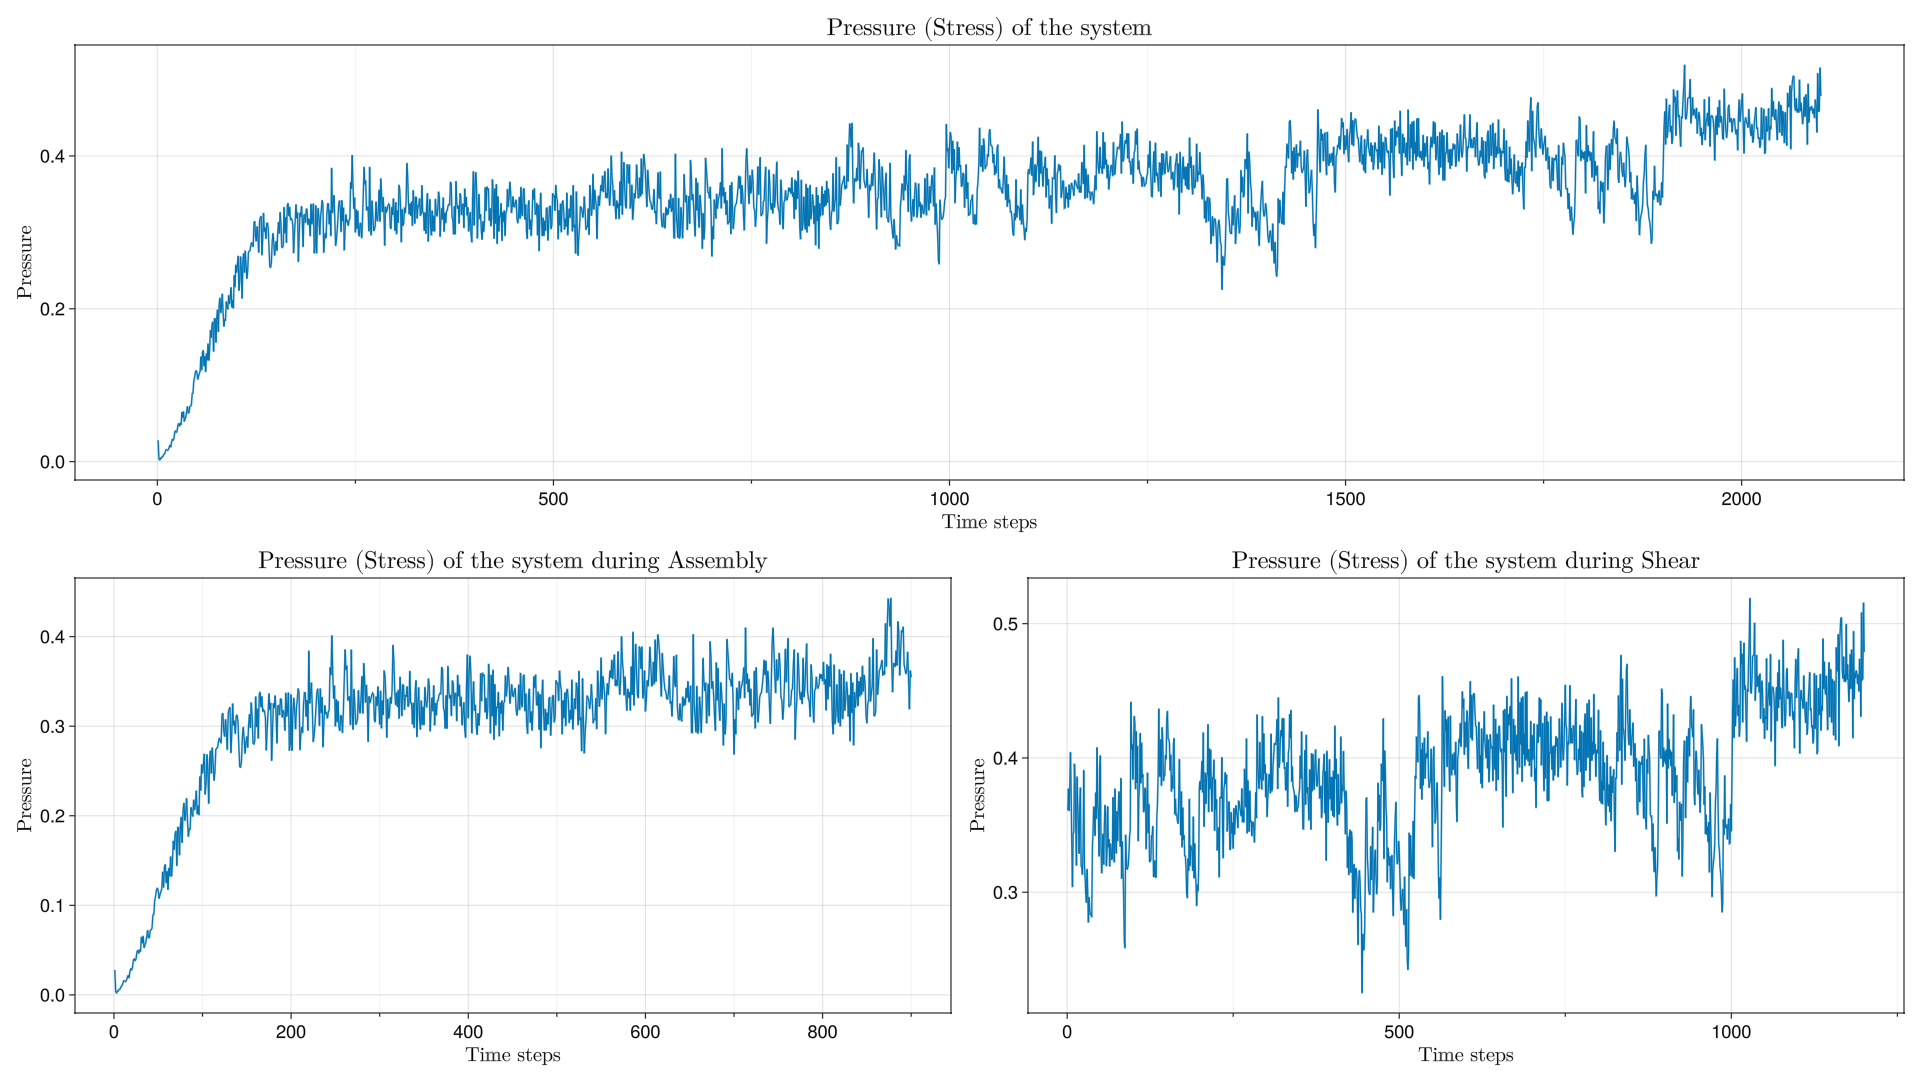 Pressure (Stress) of the system
Pressure
0.4
0.2
0.0
0 500 1000 1500 2000
Time steps
Pressure (Stress) of the system during Assembly
Pressure
0.4
0.3
0.2
0.1
0.0
0 200 400 600 800
Time steps
Pressure (Stress) of the system during Shear
Pressure
0.5
0.4
0.3
0 500 1000
Time steps